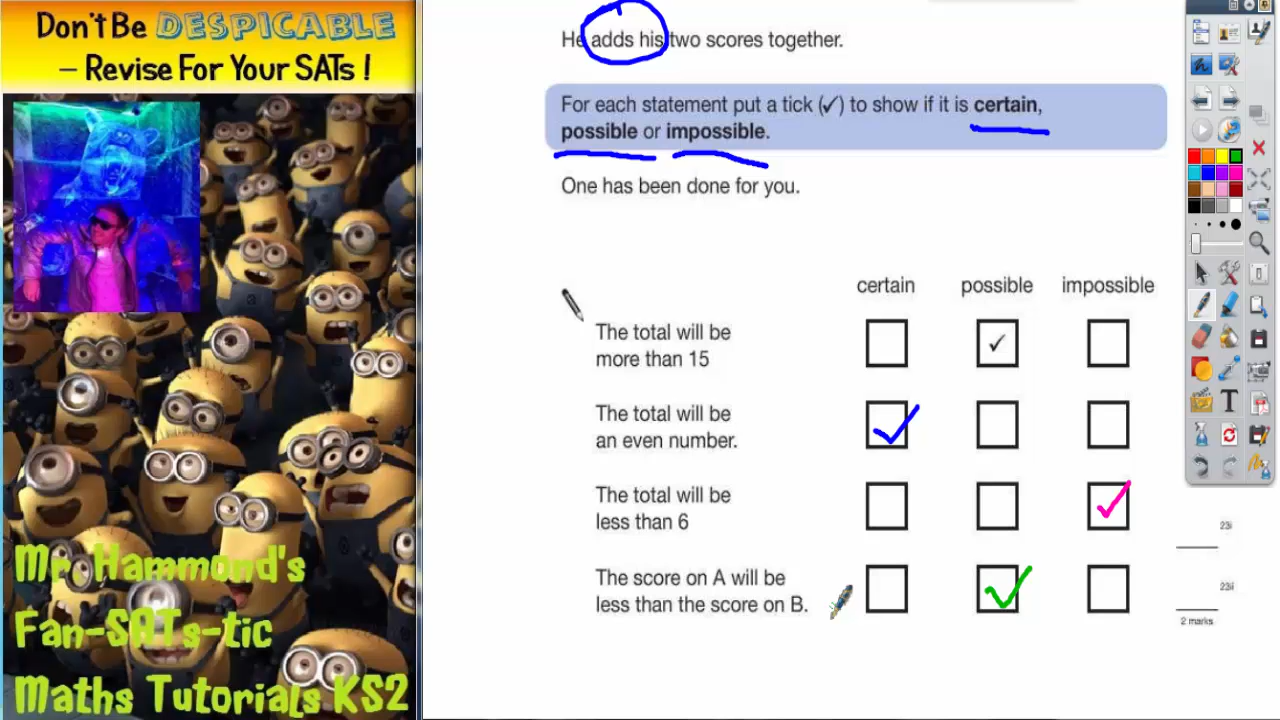 Don't Be DESPICABLE
– Revise For Your SATs !
Mr. Hammond's
Fan-SATs-tic
Maths Tutorials KS2
He adds his two scores together.
For each statement put a tick (✓) to show if it is certain,
possible or impossible.
One has been done for you.
certain possible impossible
The total will be
more than 15
The total will be
an even number.
The total will be
less than 6
The score on A will be
less than the score on B.
23i
23ii
2 marks